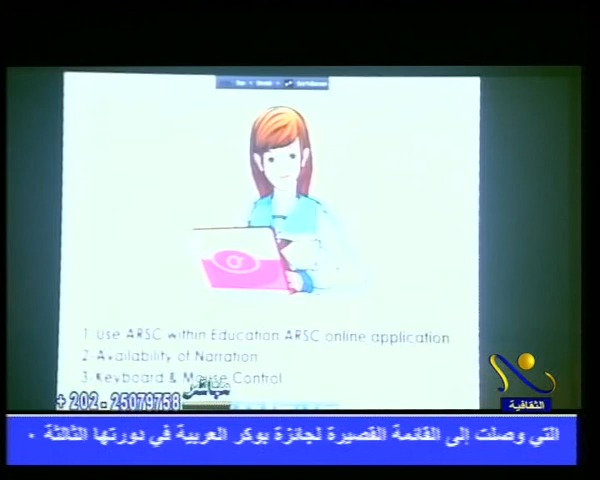 1 Use ARSC within Education ARSC online application
2 Availability of Narration
3 Keyboard & Mouse Control
مباشر
+ 202 - 25079758
الثقافية
التي وصلت إلى القائمة القصيرة لجائزة بوكر العربية في دورتها الثالثة .